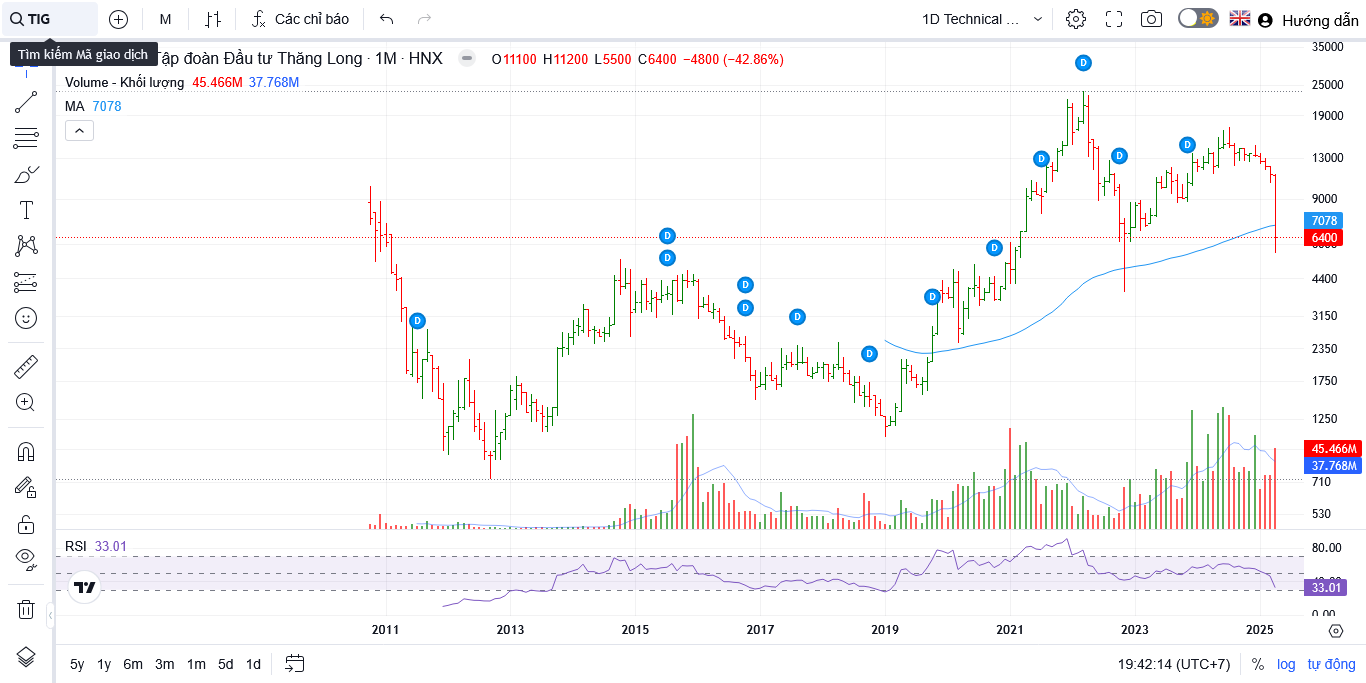 TIG
M
Các chỉ báo
1D Technical ...
Hướng dẫn
Tìm kiếm Mã giao dịch
Tập đoàn Đầu tư Thăng Long · 1M · HNX
O11100 H11200 L5500 C6400 −4800 (−42.86%)
Volume - Khối lượng 45.466M 37.768M
MA 7078
D
D
D
D
D
D
D
D
D
D
D
D
D
D
35000
25000
19000
13000
9000
7078
6400
4400
3150
2350
1750
1250
45.466M
37.768M
710
530
RSI 33.01
80.00
33.01
0.00
2011 2013 2015 2017 2019 2021 2023 2025
5y 1y 6m 3m 1m 5d 1d
19:42:14 (UTC+7) % log tự động